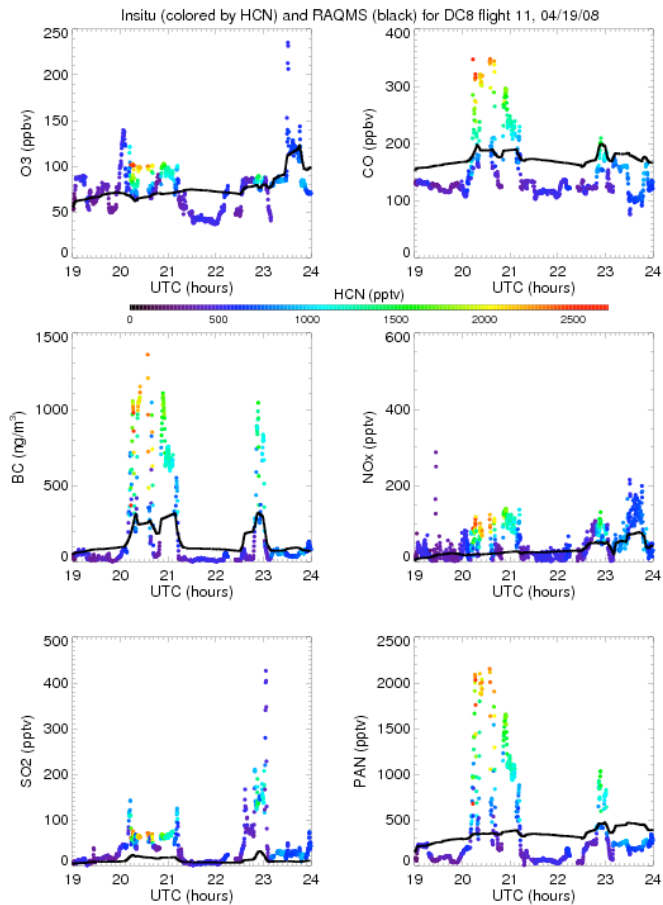 Insitu (colored by HCN) and RAQMS (black) for DC8 flight 11, 04/19/08
250
200
150
100
50
0
O3 (ppbv)
19 20 21 22 23 24
UTC (hours)
400
300
200
100
0
CO (ppbv)
19 20 21 22 23 24
UTC (hours)
HCN (pptv)
0 500 1000 1500 2000 2500
1500
1000
500
0
BC (ng/m³)
19 20 21 22 23 24
UTC (hours)
600
400
200
0
NOx (pptv)
19 20 21 22 23 24
UTC (hours)
500
400
300
200
100
0
SO2 (pptv)
19 20 21 22 23 24
UTC (hours)
2500
2000
1500
1000
500
0
PAN (pptv)
19 20 21 22 23 24
UTC (hours)